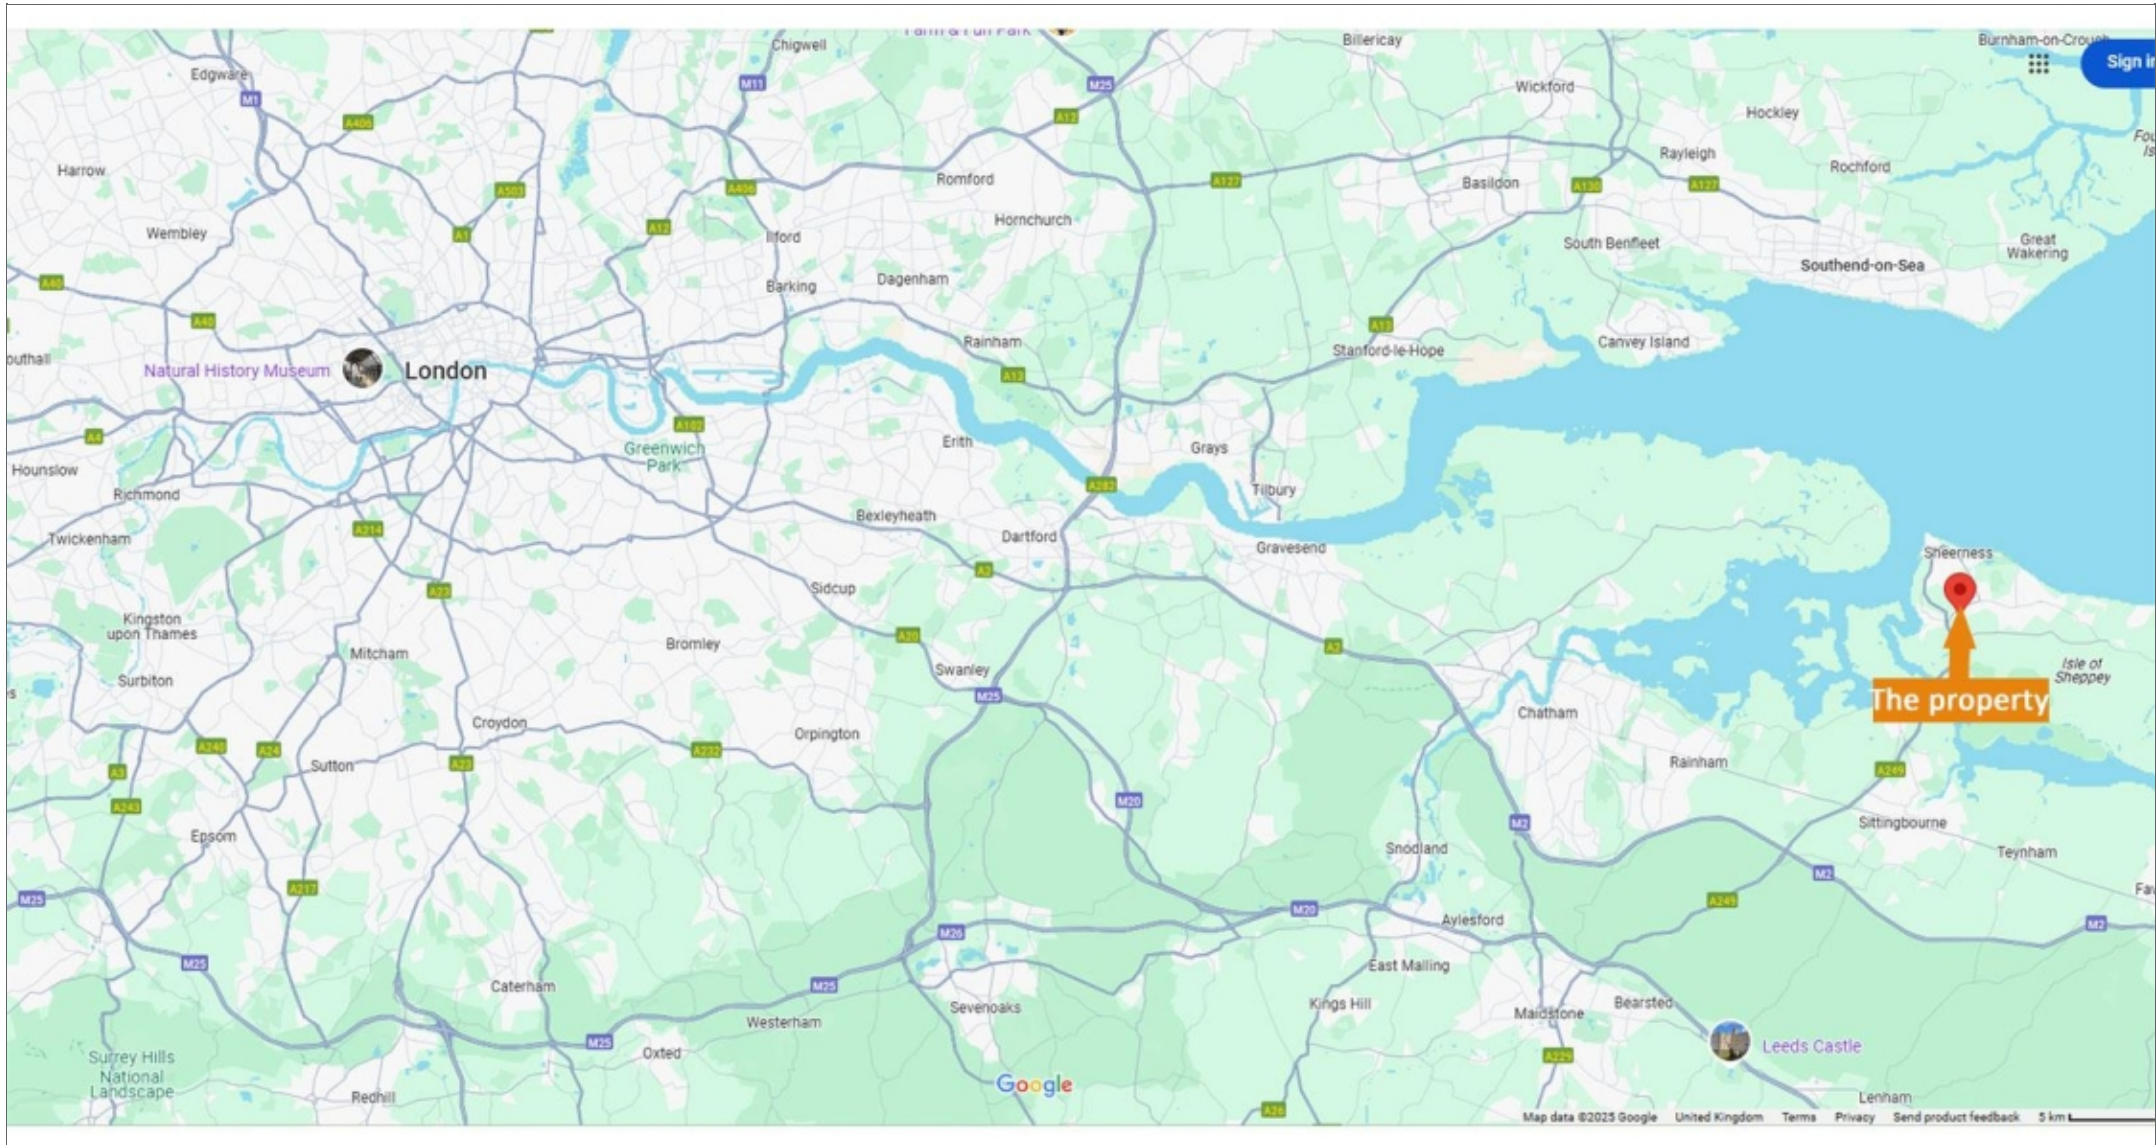 Farm & Fun Park
Chigwell
Billericay
Burnham-on-Crouch
Sign in
Edgware
M1
M11
M25
Wickford
A406
A12
Hockley
Harrow
A503
A406
Romford
A127
Basildon
A130
Rayleigh
A127
Rochford
Wembley
A1
A12
Ilford
Hornchurch
South Benfleet
Great
Wakering
Southend-on-Sea
A40
Barking
Dagenham
A40
A13
Rainham
Stanford-le-Hope
Canvey Island
outhall
Natural History Museum
London
A13
A4
A102
Greenwich
Park
Erith
Grays
Hounslow
Richmond
A282
Tilbury
A214
Bexleyheath
Dartford
Twickenham
Gravesend
Sheerness
A2
A23
Sidcup
Kingston
upon Thames
Mitcham
Bromley
A20
A2
Swanley
Isle of
Sheppey
Surbiton
M25
The property
Croydon
Orpington
Chatham
A240
A24
A232
A3
Sutton
A23
Rainham
A249
A243
M20
Epsom
M2
Sittingbourne
Snodland
Teynham
M2
A217
M25
M20
A249
Fav
Aylesford
M2
M26
M25
East Malling
Caterham
M25
Sevenoaks
Kings Hill
Bearsted
Maidstone
Westerham
M25
Oxted
A229
Leeds Castle
Surrey Hills
National
Landscape
Google
Redhill
A26
Lenham
Map data ©2025 Google United Kingdom Terms Privacy Send product feedback 5 km